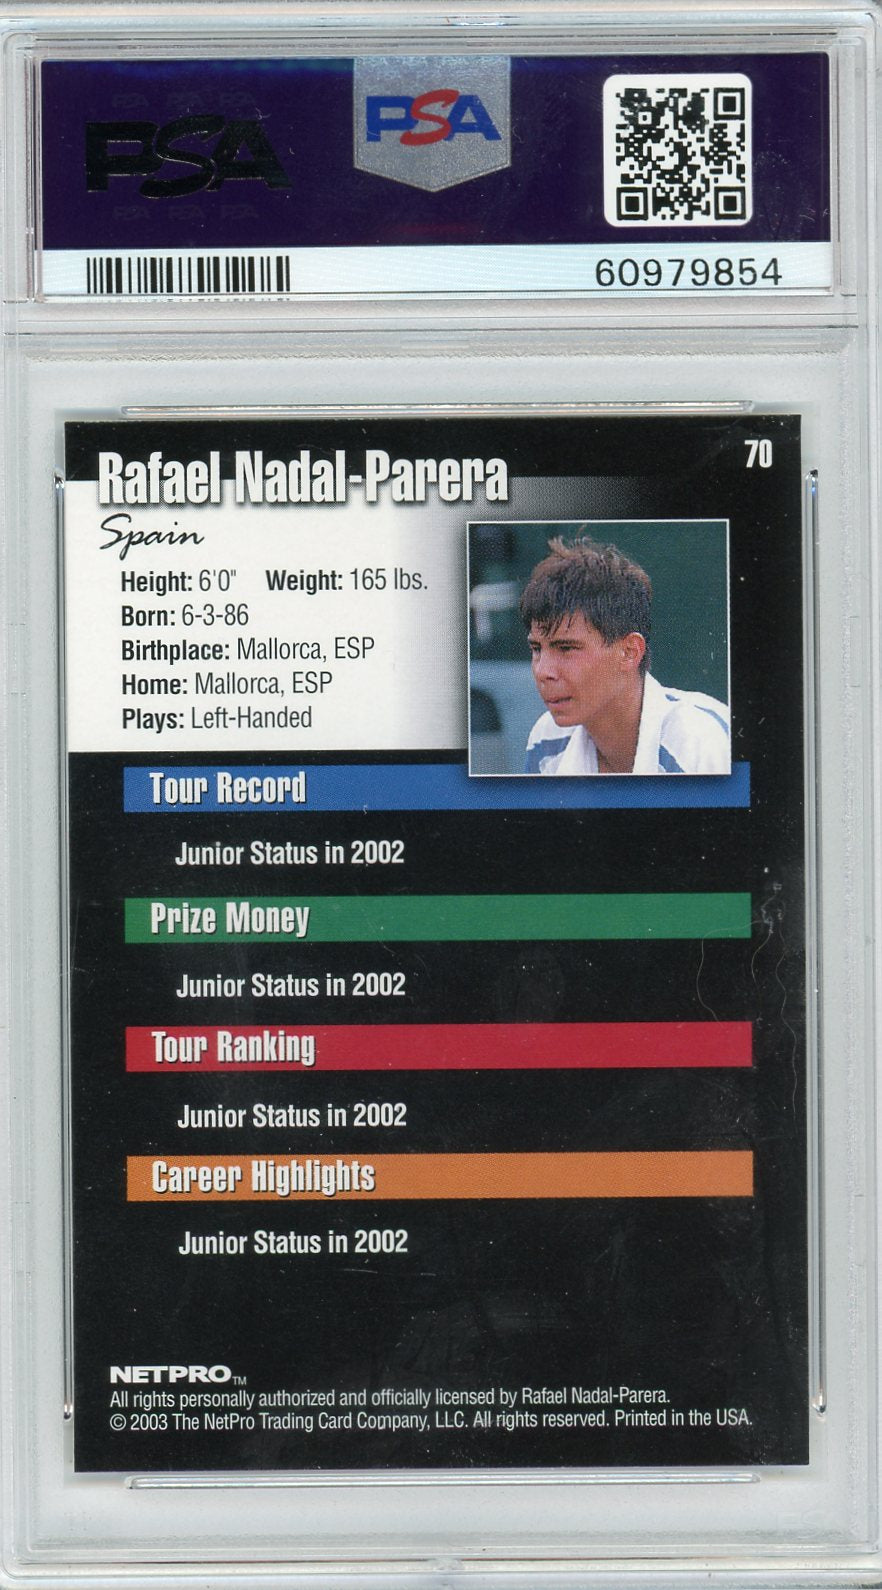 PSA
PSA
60979854
70
Rafael Nadal-Parera
Spain
Height: 6'0" Weight: 165 lbs.
Born: 6-3-86
Birthplace: Mallorca, ESP
Home: Mallorca, ESP
Plays: Left-Handed
Tour Record
Junior Status in 2002
Prize Money
Junior Status in 2002
Tour Ranking
Junior Status in 2002
Career Highlights
Junior Status in 2002
NETPRO™
All rights personally authorized and officially licensed by Rafael Nadal-Parera.
© 2003 The NetPro Trading Card Company, LLC. All rights reserved. Printed in the USA.